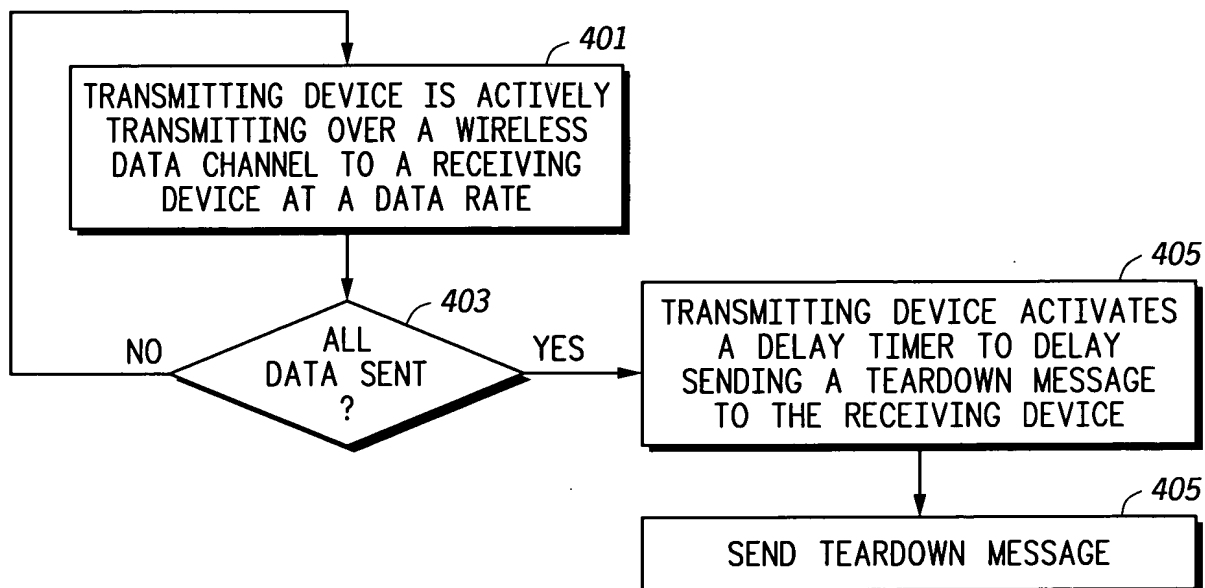 401
TRANSMITTING DEVICE IS ACTIVELY
TRANSMITTING OVER A WIRELESS
DATA CHANNEL TO A RECEIVING
DEVICE AT A DATA RATE
403
ALL
DATA SENT
?
NO
YES
405
TRANSMITTING DEVICE ACTIVATES
A DELAY TIMER TO DELAY
SENDING A TEARDOWN MESSAGE
TO THE RECEIVING DEVICE
405
SEND TEARDOWN MESSAGE